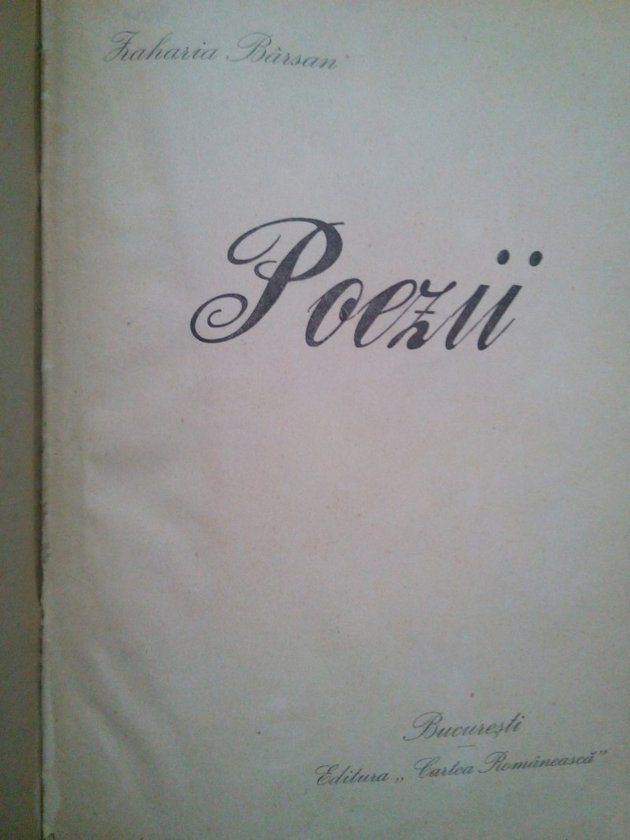 Zaharia Bârsan
Poezii
București
Editura „Cartea Românească”